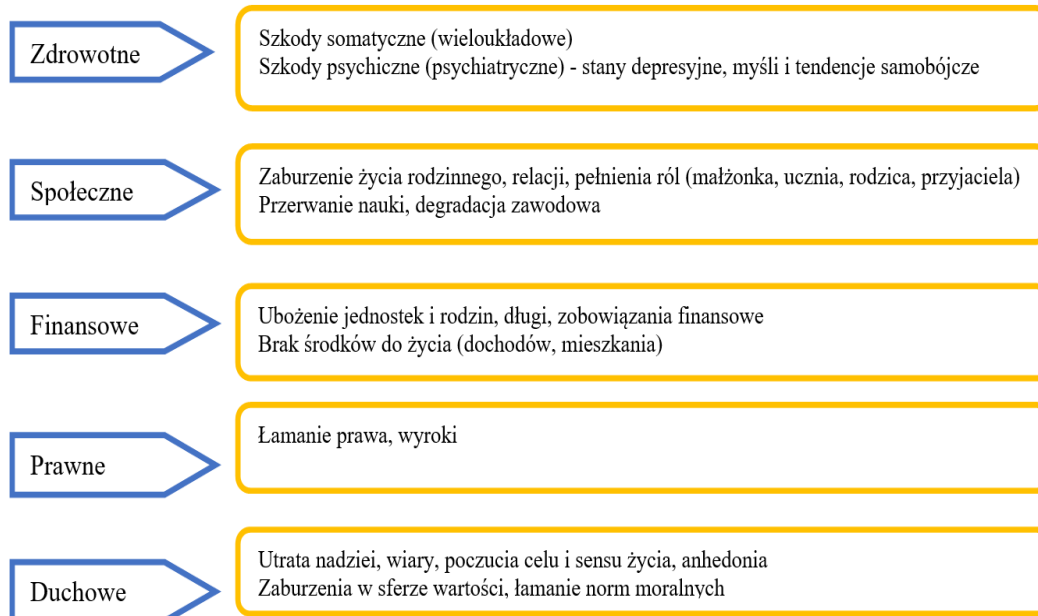 Zdrowotne
Szkody somatyczne (wieloukładowe)
Szkody psychiczne (psychiatryczne) - stany depresyjne, myśli i tendencje samobójcze
Społeczne
Zaburzenie życia rodzinnego, relacji, pełnienia ról (małżonka, ucznia, rodzica, przyjaciela)
Przerwanie nauki, degradacja zawodowa
Finansowe
Ubożenie jednostek i rodzin, długi, zobowiązania finansowe
Brak środków do życia (dochodów, mieszkania)
Prawne
Łamanie prawa, wyroki
Duchowe
Utrata nadziei, wiary, poczucia celu i sensu życia, anhedonia
Zaburzenia w sferze wartości, łamanie norm moralnych